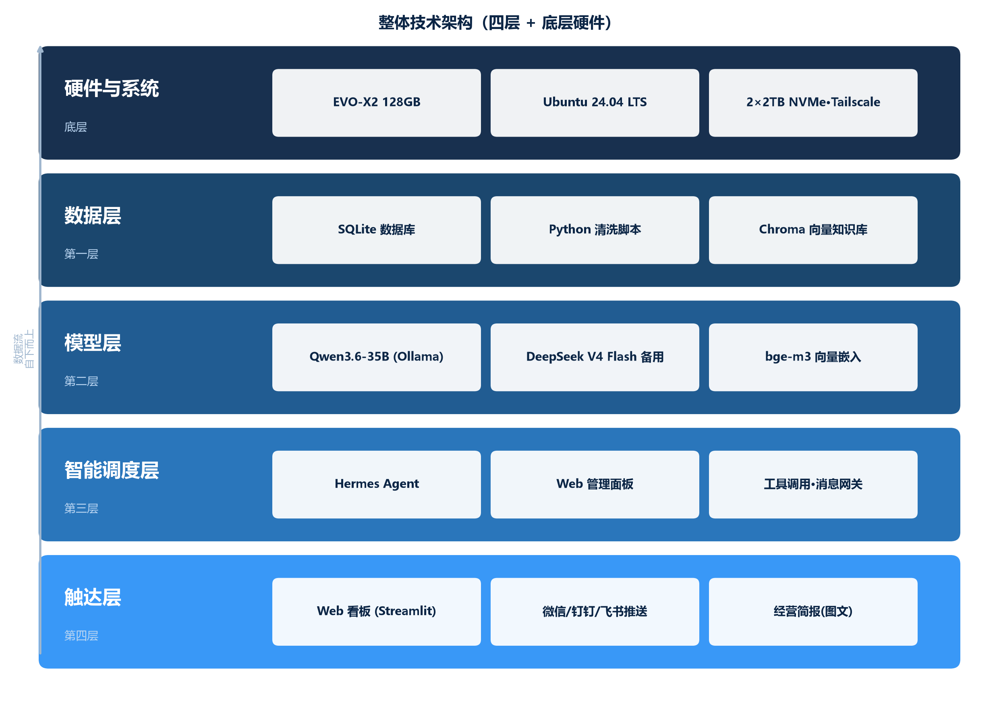 整体技术架构（四层 + 底层硬件）
硬件与系统
底层
EVO-X2 128GB
Ubuntu 24.04 LTS
2×2TB NVMe·Tailscale
数据层
第一层
SQLite 数据库
Python 清洗脚本
Chroma 向量知识库
数据流
自下而上
模型层
第二层
Qwen3.6-35B (Ollama)
DeepSeek V4 Flash 备用
bge-m3 向量嵌入
智能调度层
第三层
Hermes Agent
Web 管理面板
工具调用·消息网关
触达层
第四层
Web 看板 (Streamlit)
微信/钉钉/飞书推送
经营简报(图文)